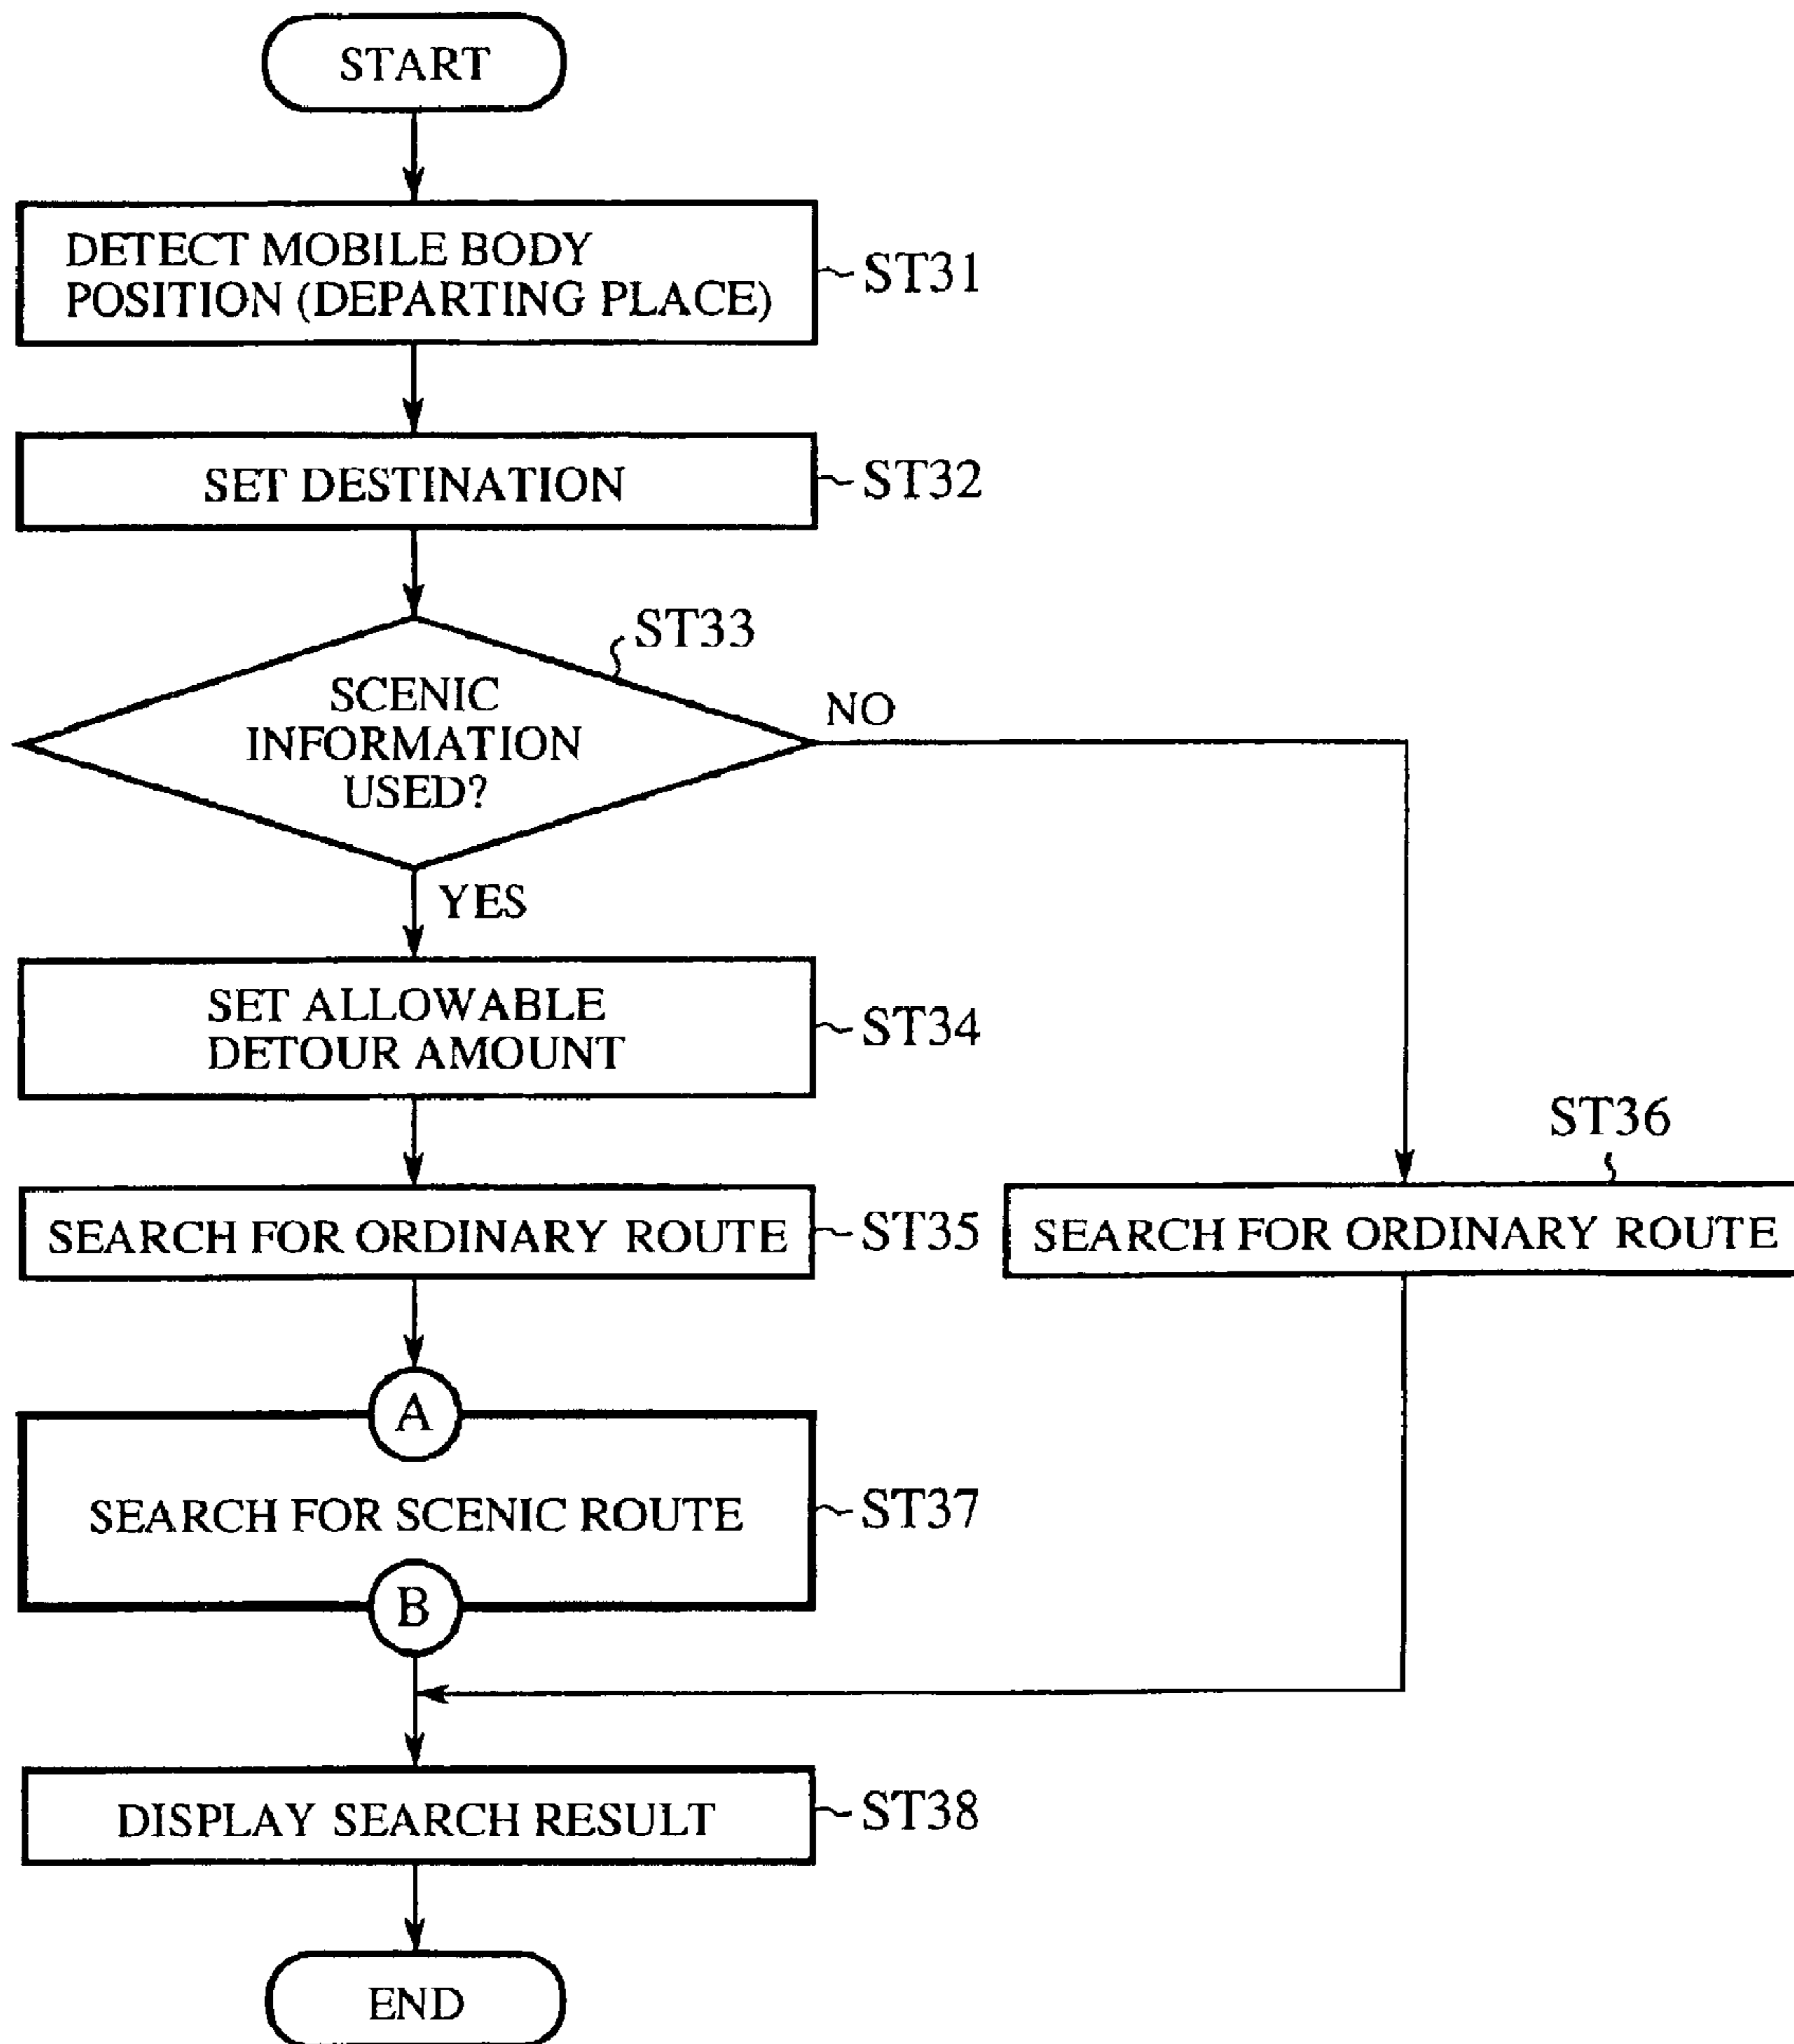 START
DETECT MOBILE BODY
POSITION (DEPARTING PLACE)
ST31
SET DESTINATION
ST32
ST33
SCENIC
INFORMATION
USED?
NO
YES
SET ALLOWABLE
DETOUR AMOUNT
ST34
ST36
SEARCH FOR ORDINARY ROUTE
ST35
SEARCH FOR ORDINARY ROUTE
A
SEARCH FOR SCENIC ROUTE
ST37
B
DISPLAY SEARCH RESULT
ST38
END